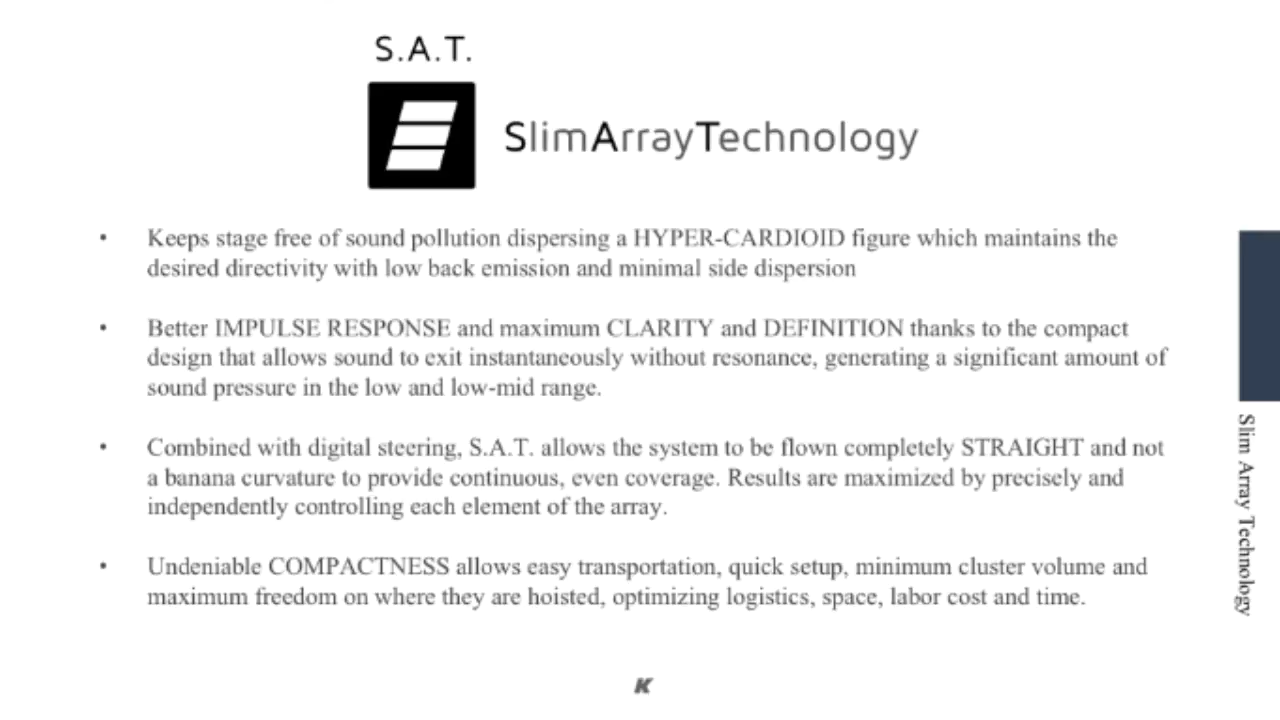 S.A.T.
SlimArrayTechnology
• Keeps stage free of sound pollution dispersing a HYPER-CARDIOID figure which maintains the
desired directivity with low back emission and minimal side dispersion
• Better IMPULSE RESPONSE and maximum CLARITY and DEFINITION thanks to the compact
design that allows sound to exit instantaneously without resonance, generating a significant amount of
sound pressure in the low and low-mid range.
• Combined with digital steering, S.A.T. allows the system to be flown completely STRAIGHT and not
a banana curvature to provide continuous, even coverage. Results are maximized by precisely and
independently controlling each element of the array.
• Undeniable COMPACTNESS allows easy transportation, quick setup, minimum cluster volume and
maximum freedom on where they are hoisted, optimizing logistics, space, labor cost and time.
Slim Array Technology
K